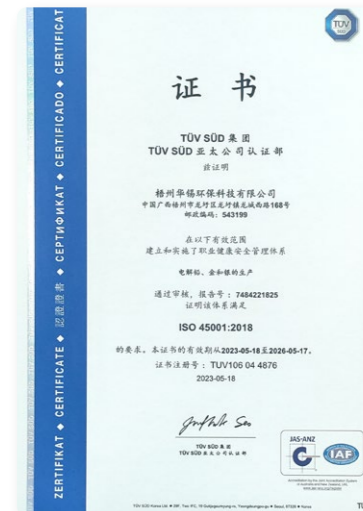 TÜV
SÜD
证 书
TÜV SÜD 集 团
TÜV SÜD 亚 太 公 司 认 证 部
兹证明
梧州华锡环保科技有限公司
中国广西梧州市龙圩区龙圩镇龙城西路168号
邮政编码: 543199
在以下有效范围
建立和实施了职业健康安全管理体系
电解铅、金和银的生产
通过审核, 报告号: 7484221825
证明该体系满足
ISO 45001:2018
的要求。本证书的有效期从2023-05-18至2026-05-17,
证书注册号: TUV106 04 4876
2023-05-18
TÜV SÜD 集 团
TÜV SÜD 亚 太 公 司 认 证 部
JAS-ANZ
C
IAF
ZERTIFIKAT ◆ CERTIFICATE ◆ 認證證書 ◆ СЕРТИФИКАТ ◆ CERTIFICADO ◆ CERTIFICAT